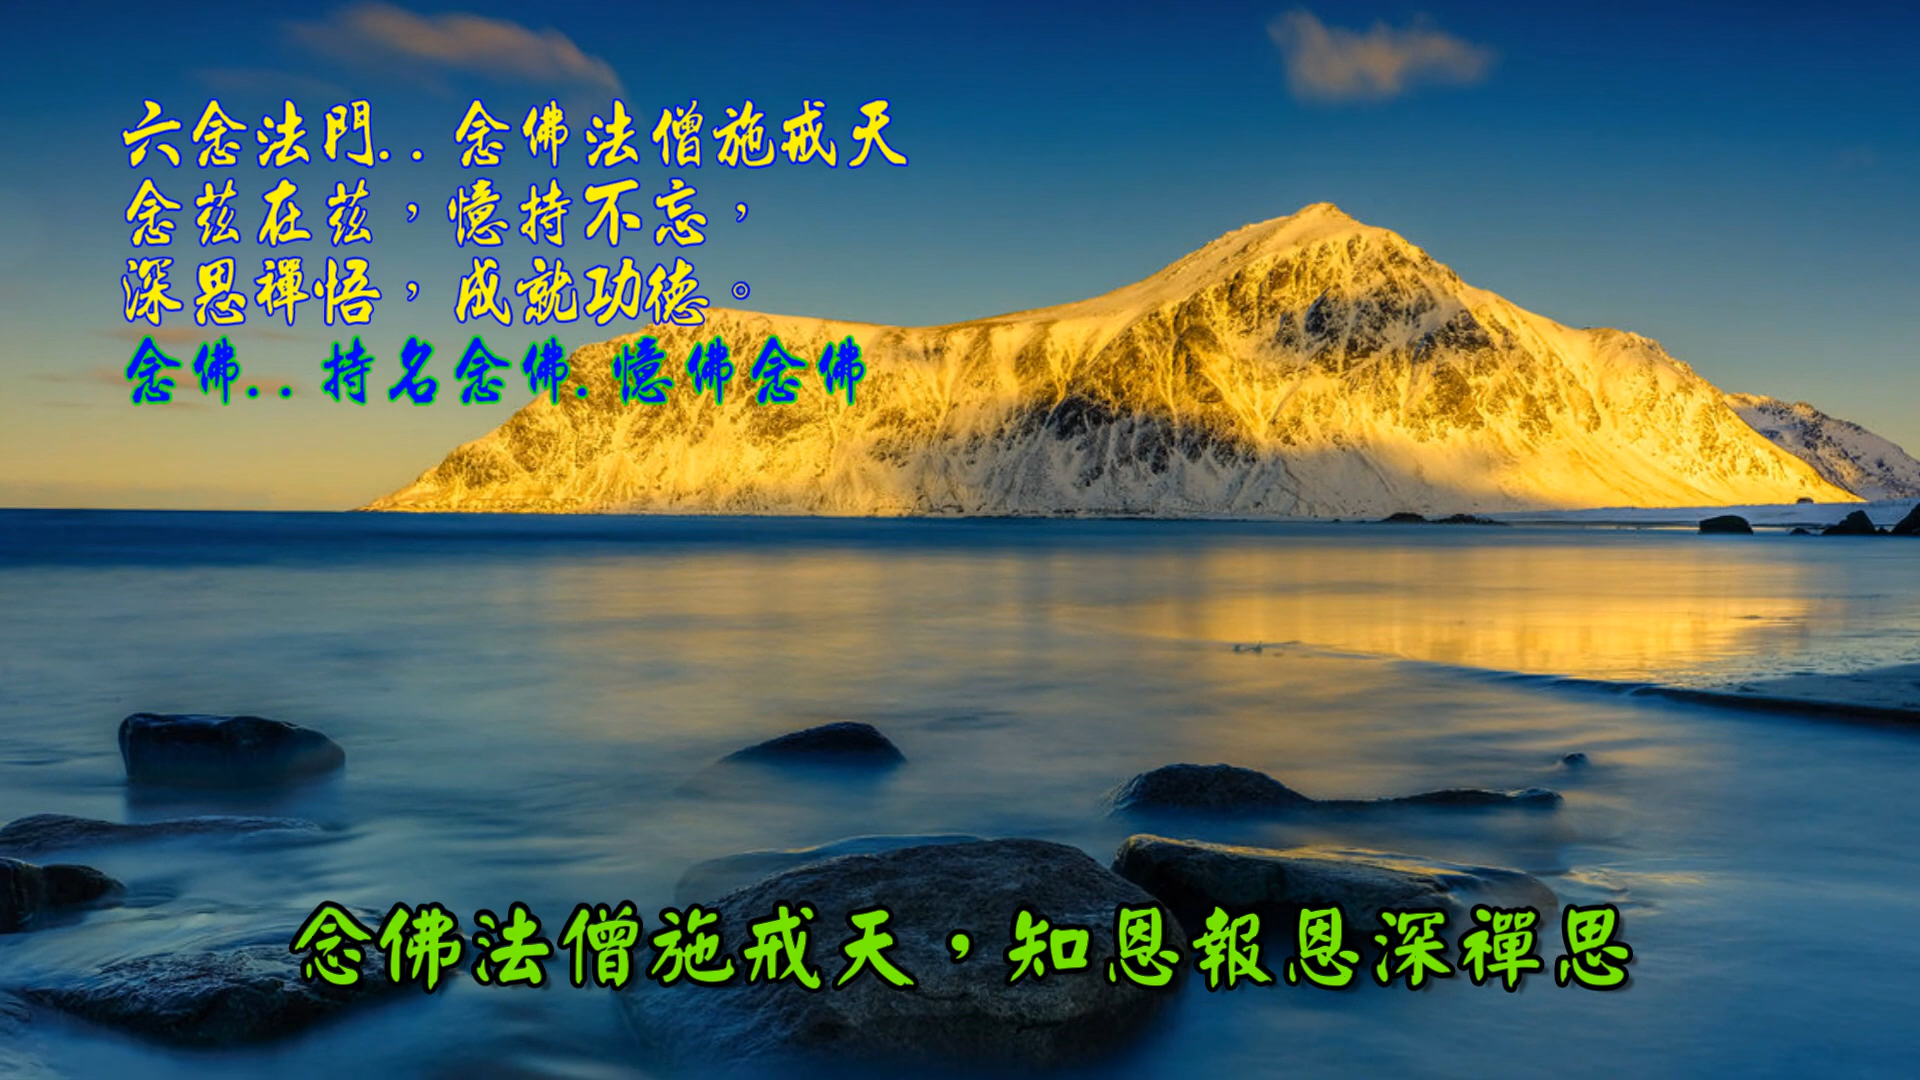 六念法門..念佛法僧施戒天
念茲在茲，憶持不忘，
深思禪悟，成就功德。
念佛..持名念佛.憶佛念佛
念佛法僧施戒天，知恩報恩深禪思